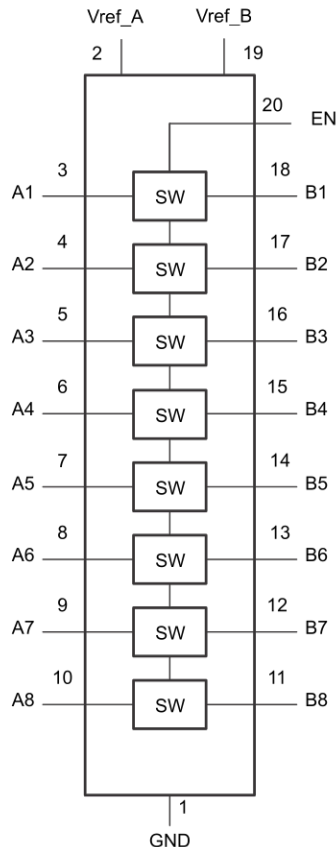 Vref_A Vref_B
2 19
20 EN
3 18
A1 SW B1
4 17
A2 SW B2
5 16
A3 SW B3
6 15
A4 SW B4
7 14
A5 SW B5
8 13
A6 SW B6
9 12
A7 SW B7
10 11
A8 SW B8
1
GND